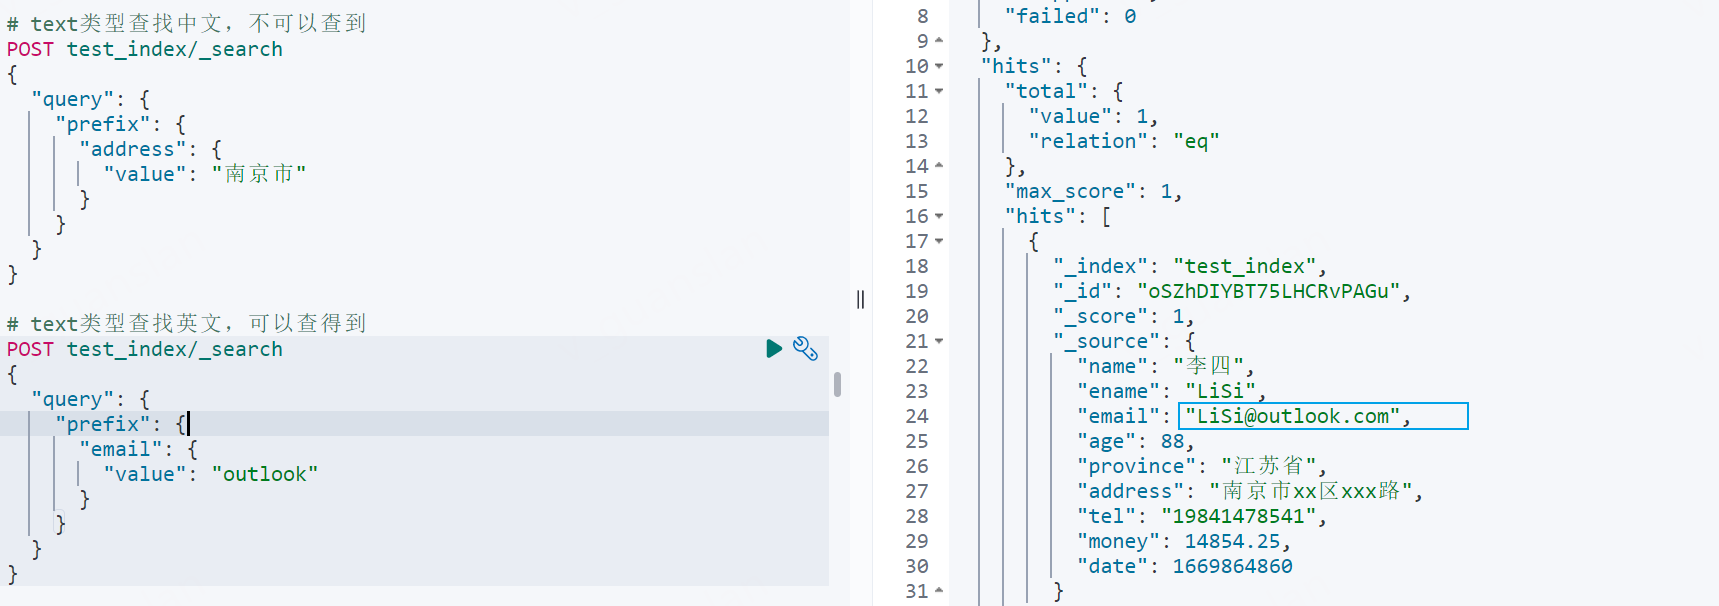 # text类型查找中文，不可以查到
POST test_index/_search
{
  "query": {
    "prefix": {
      "address": {
        "value": "南京市"
      }
    }
  }
}
# text类型查找英文，可以查得到
POST test_index/_search
{
  "query": {
    "prefix": {
      "email": {
        "value": "outlook"
      }
    }
  }
}
8 "failed": 0
9 },
10 "hits": {
11 "total": {
12 "value": 1,
13 "relation": "eq"
14 },
15 "max_score": 1,
16 "hits": [
17 {
18 "_index": "test_index",
19 "_id": "oSZhDIYBT75LHCRvPAGu",
20 "_score": 1,
21 "_source": {
22 "name": "李四",
23 "ename": "LiSi",
24 "email": "LiSi@outlook.com",
25 "age": 88,
26 "province": "江苏省",
27 "address": "南京市xx区xxx路",
28 "tel": "19841478541",
29 "money": 14854.25,
30 "date": 1669864860
31 }